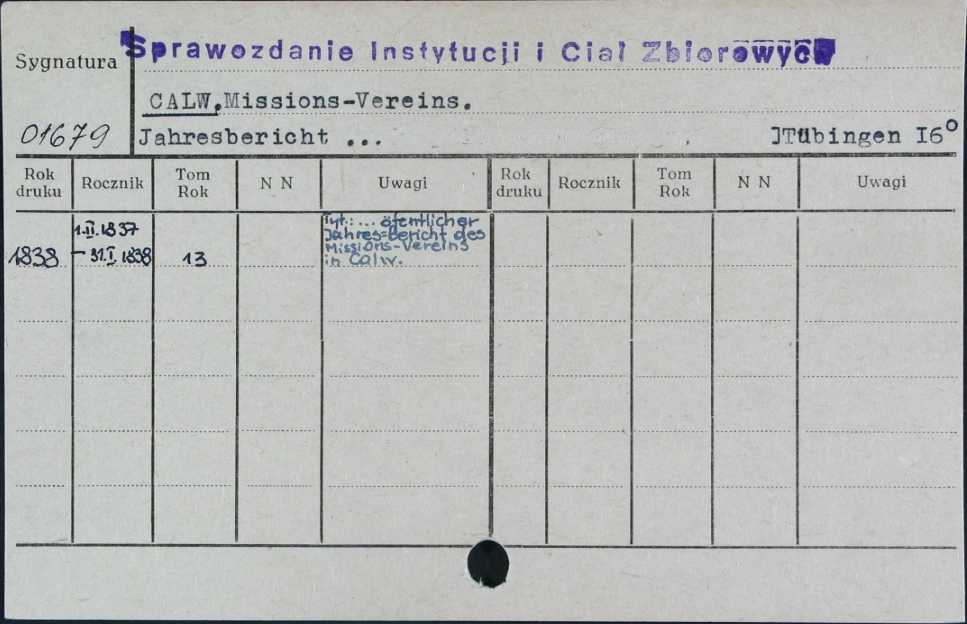 Sprawozdanie Instytucji i Ciał Zbiorowych
Sygnatura
CALW, Missions-Vereins.
01679 Jahresbericht ... ]Tübingen I6°
Rok druku Rocznik Tom Rok N N Uwagi Rok druku Rocznik Tom Rok N N Uwagi
1838 1.II.1837 – 31.I.1838 13
Tyt.: ... öfentlicher
Jahres-Bericht des
Missions-Vereins
in Calw.